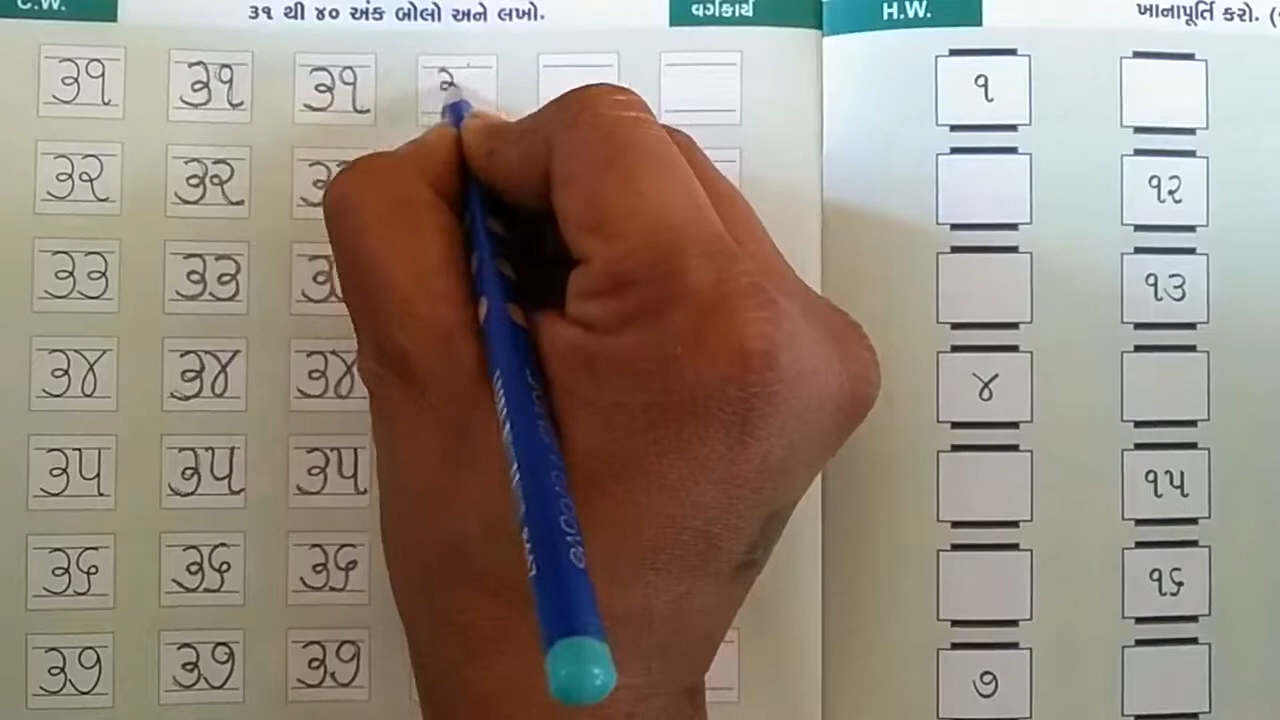 C.W. ૩૧ થી ૪૦ અંક બોલો અને લખો. વર્ગકાર્ય
૩૧ ૩૧ ૩૧
૩૨ ૩૨
૩૩ ૩૩
૩૪ ૩૪ ૩૪
૩૫ ૩૫ ૩૫
૩૬ ૩૬ ૩૬
૩૭ ૩૭ ૩૭
H.W. ખાનાપૂર્તિ કરો.
૧
૧૨
૧૩
૪
૧૫
૧૬
૭